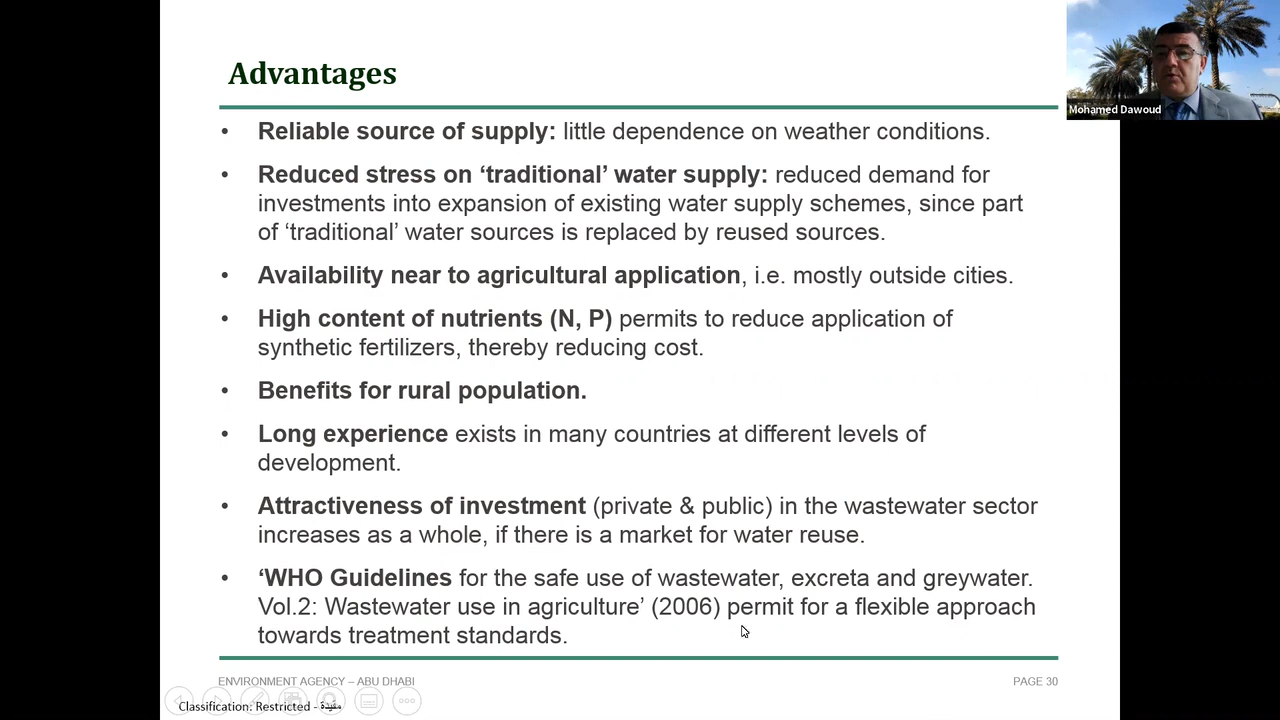 Advantages
Mohamed Dawoud
• Reliable source of supply: little dependence on weather conditions.
• Reduced stress on ‘traditional’ water supply: reduced demand for
investments into expansion of existing water supply schemes, since part
of ‘traditional’ water sources is replaced by reused sources.
• Availability near to agricultural application, i.e. mostly outside cities.
• High content of nutrients (N, P) permits to reduce application of
synthetic fertilizers, thereby reducing cost.
• Benefits for rural population.
• Long experience exists in many countries at different levels of
development.
• Attractiveness of investment (private & public) in the wastewater sector
increases as a whole, if there is a market for water reuse.
• ‘WHO Guidelines for the safe use of wastewater, excreta and greywater.
Vol.2: Wastewater use in agriculture’ (2006) permit for a flexible approach
towards treatment standards.
ENVIRONMENT AGENCY – ABU DHABI
PAGE 30
Classification: Restricted - مقيدة